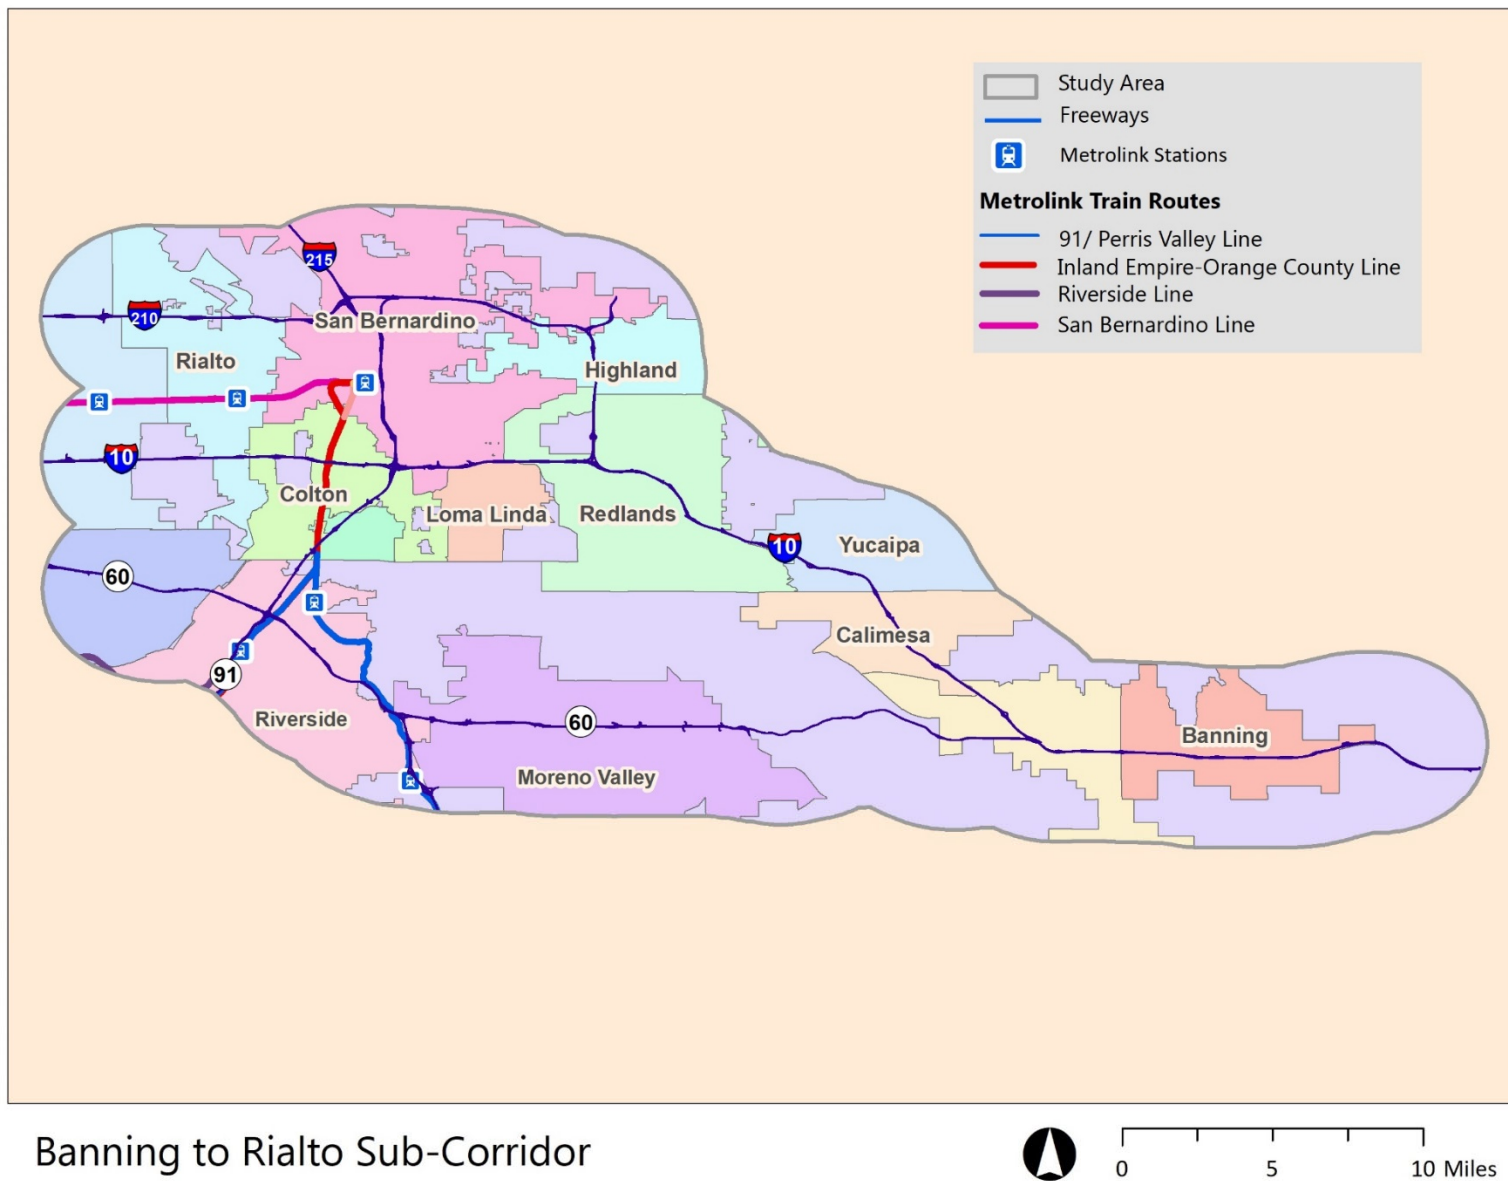 Study Area
Freeways
Metrolink Stations
Metrolink Train Routes
91/ Perris Valley Line
Inland Empire-Orange County Line
Riverside Line
San Bernardino Line
215
210
San Bernardino
Rialto
Highland
10
Colton
Loma Linda
Redlands
10
Yucaipa
60
Calimesa
91
Riverside
60
Banning
Moreno Valley
Banning to Rialto Sub-Corridor
0 5 10 Miles